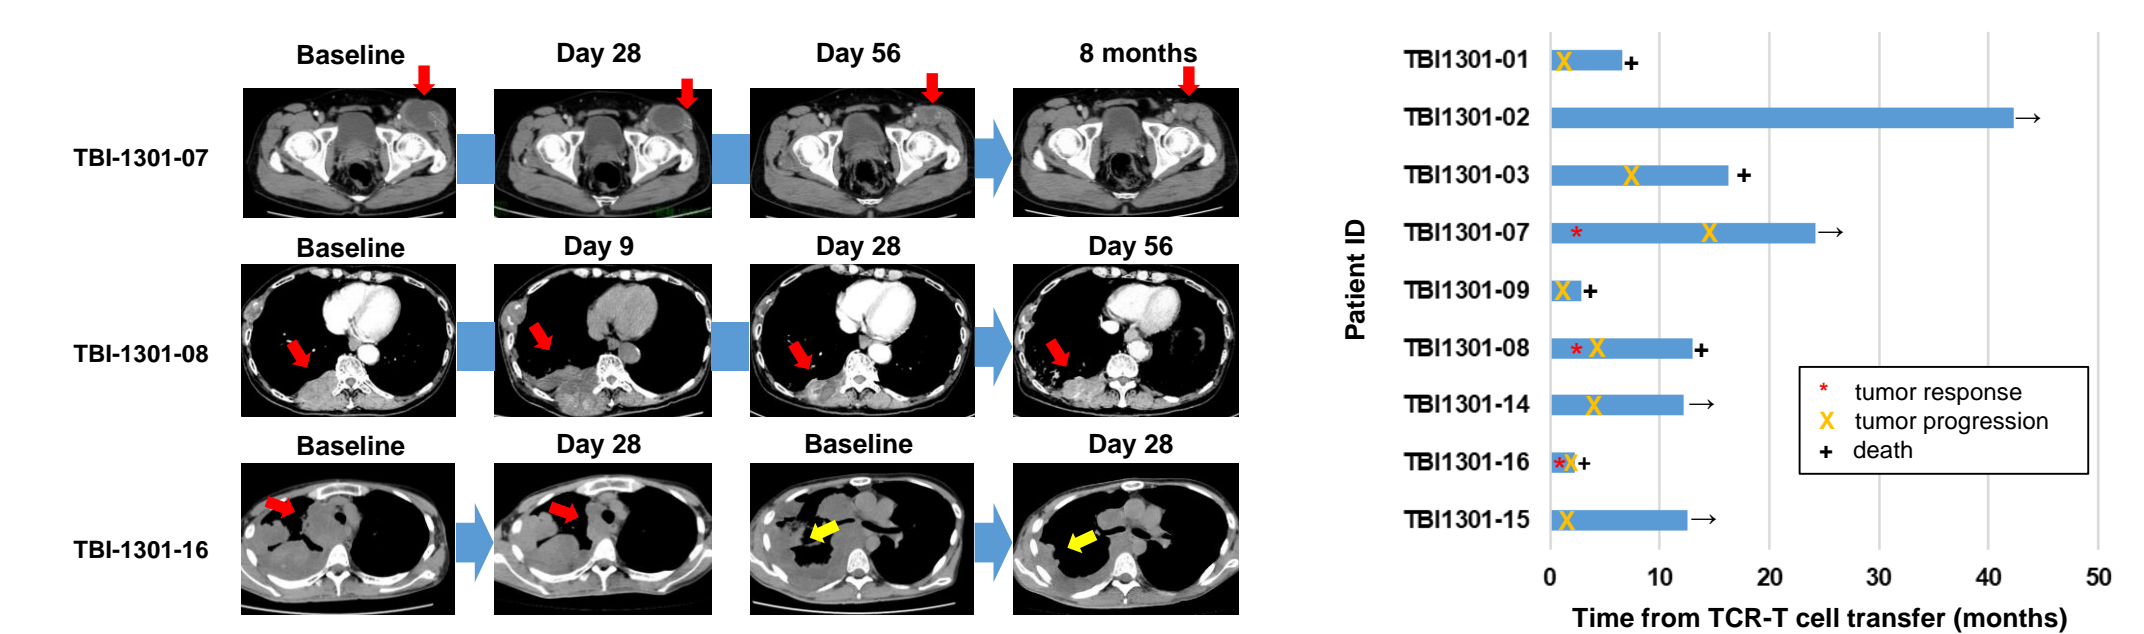 Baseline Day 28 Day 56 8 months
TBI-1301-07
Baseline Day 9 Day 28 Day 56
TBI-1301-08
Baseline Day 28 Baseline Day 28
TBI-1301-16
Patient ID
TBI1301-01
TBI1301-02
TBI1301-03
TBI1301-07
TBI1301-09
TBI1301-08
TBI1301-14
TBI1301-16
TBI1301-15
* tumor response
X tumor progression
+ death
0 10 20 30 40 50
Time from TCR-T cell transfer (months)